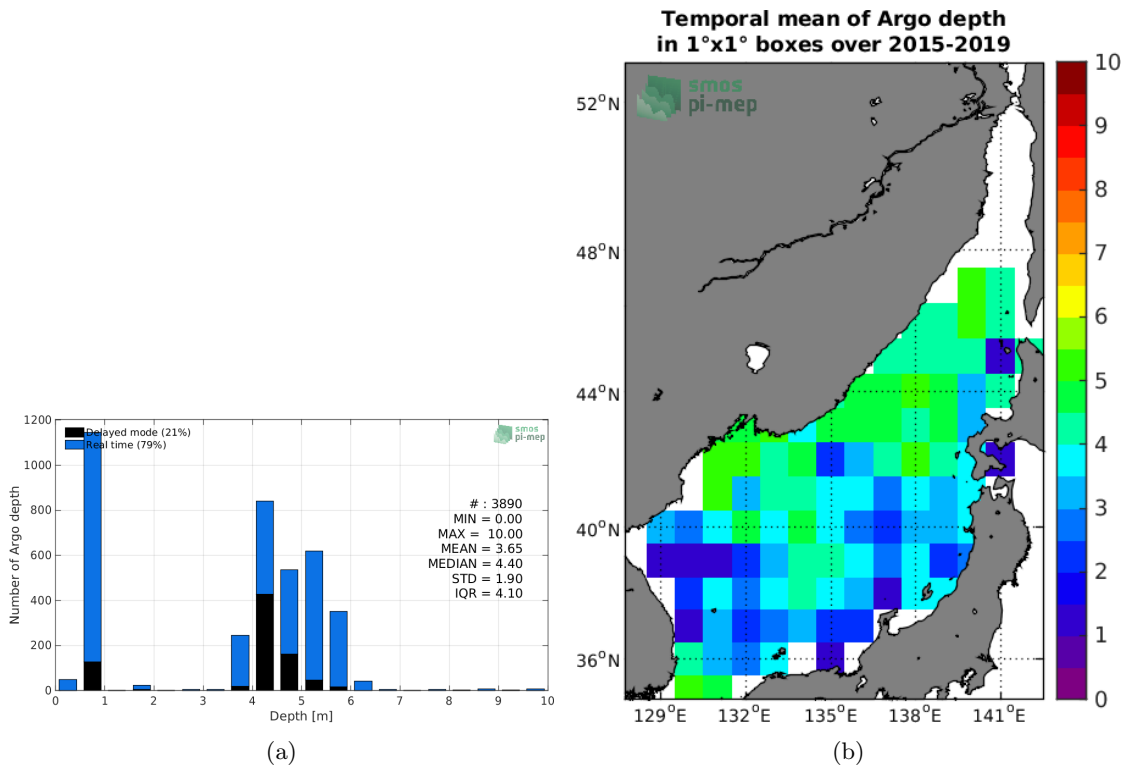 Temporal mean of Argo depth
in 1°x1° boxes over 2015-2019
smos
pi-mep
52°N
48°N
44°N
40°N
36°N
129°E
132°E
135°E
138°E
141°E
10
9
8
7
6
5
4
3
2
1
0
(b)
1200
1000
800
600
400
200
0
Number of Argo depth
Delayed mode (21%)
Real time (79%)
smos
pi-mep
# : 3890
MIN = 0.00
MAX = 10.00
MEAN = 3.65
MEDIAN = 4.40
STD = 1.90
IQR = 4.10
0 1 2 3 4 5 6 7 8 9 10
Depth [m]
(a)